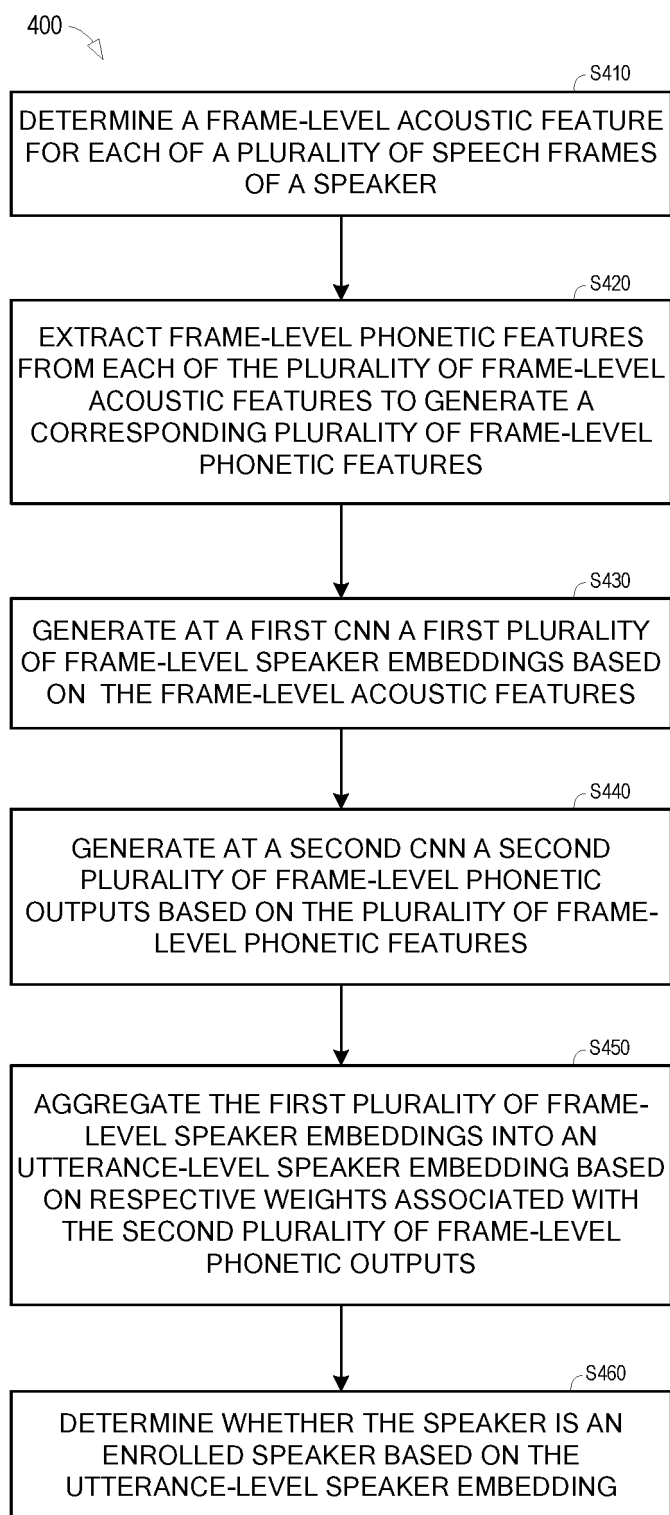 400
S410
DETERMINE A FRAME-LEVEL ACOUSTIC FEATURE
FOR EACH OF A PLURALITY OF SPEECH FRAMES
OF A SPEAKER
S420
EXTRACT FRAME-LEVEL PHONETIC FEATURES
FROM EACH OF THE PLURALITY OF FRAME-LEVEL
ACOUSTIC FEATURES TO GENERATE A
CORRESPONDING PLURALITY OF FRAME-LEVEL
PHONETIC FEATURES
S430
GENERATE AT A FIRST CNN A FIRST PLURALITY
OF FRAME-LEVEL SPEAKER EMBEDDINGS BASED
ON THE FRAME-LEVEL ACOUSTIC FEATURES
S440
GENERATE AT A SECOND CNN A SECOND
PLURALITY OF FRAME-LEVEL PHONETIC
OUTPUTS BASED ON THE PLURALITY OF FRAME-
LEVEL PHONETIC FEATURES
S450
AGGREGATE THE FIRST PLURALITY OF FRAME-
LEVEL SPEAKER EMBEDDINGS INTO AN
UTTERANCE-LEVEL SPEAKER EMBEDDING BASED
ON RESPECTIVE WEIGHTS ASSOCIATED WITH
THE SECOND PLURALITY OF FRAME-LEVEL
PHONETIC OUTPUTS
S460
DETERMINE WHETHER THE SPEAKER IS AN
ENROLLED SPEAKER BASED ON THE
UTTERANCE-LEVEL SPEAKER EMBEDDING